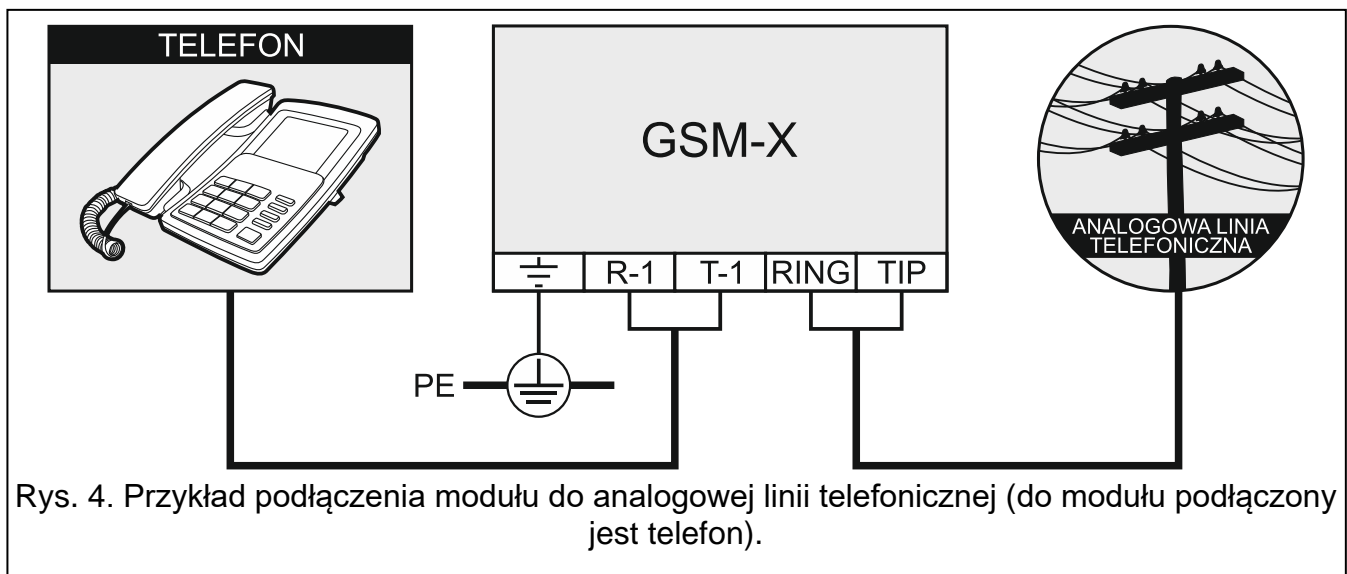 TELEFON
GSM-X
ANALOGOWA LINIA
TELEFONICZNA
R-1 T-1 RING TIP
PE
Rys. 4. Przykład podłączenia modułu do analogowej linii telefonicznej (do modułu podłączony
jest telefon).